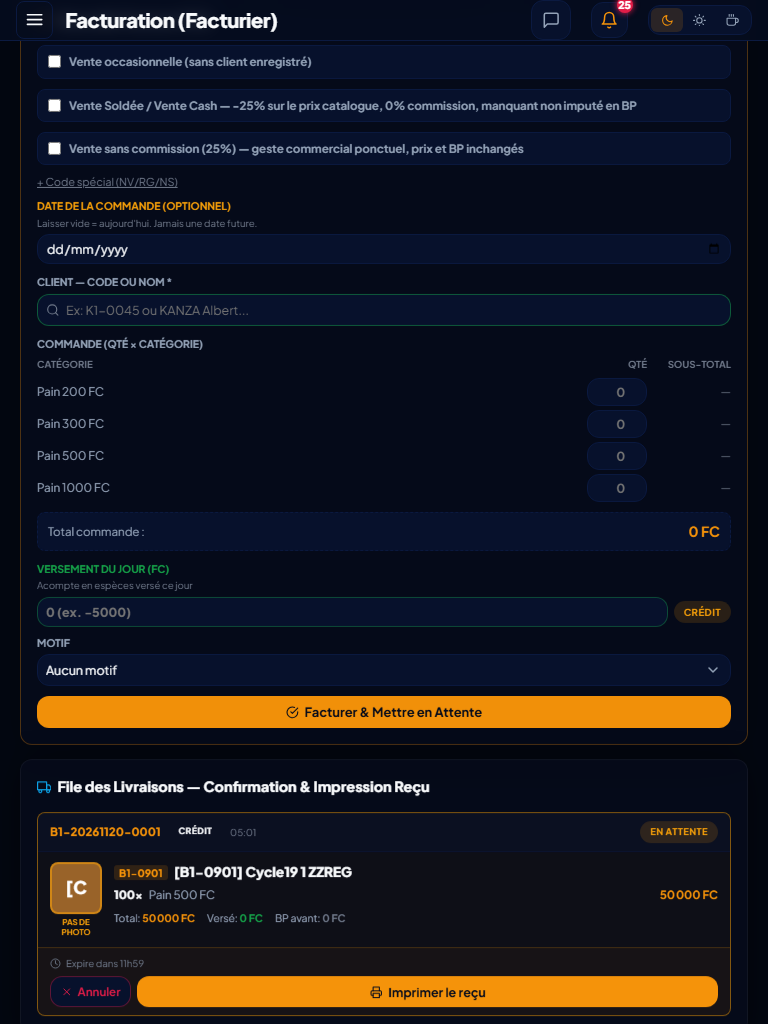 Facturation (Facturier)
25
Vente occasionnelle (sans client enregistré)
Vente Soldée / Vente Cash — -25% sur le prix catalogue, 0% commission, manquant non imputé en BP
Vente sans commission (25%) — geste commercial ponctuel, prix et BP inchangés
+ Code spécial (NV/RG/NS)
DATE DE LA COMMANDE (OPTIONNEL)
Laisser vide = aujourd'hui. Jamais une date future.
dd/mm/yyyy
CLIENT — CODE OU NOM *
Ex: K1-0045 ou KANZA Albert...
COMMANDE (QTÉ × CATÉGORIE)
CATÉGORIE QTÉ SOUS-TOTAL
Pain 200 FC 0 —
Pain 300 FC 0 —
Pain 500 FC 0 —
Pain 1000 FC 0 —
Total commande : 0 FC
VERSEMENT DU JOUR (FC)
Acompte en espèces versé ce jour
0 (ex. -5000) CRÉDIT
MOTIF
Aucun motif
Facturer & Mettre en Attente
File des Livraisons — Confirmation & Impression Reçu
B1-20261120-0001 CRÉDIT 05:01 EN ATTENTE
[C
PAS DE
PHOTO
B1-0901 [B1-0901] Cycle19 1 ZZREG
100× Pain 500 FC 50 000 FC
Total: 50 000 FC Versé: 0 FC BP avant: 0 FC
Expire dans 11h59
× Annuler
Imprimer le reçu